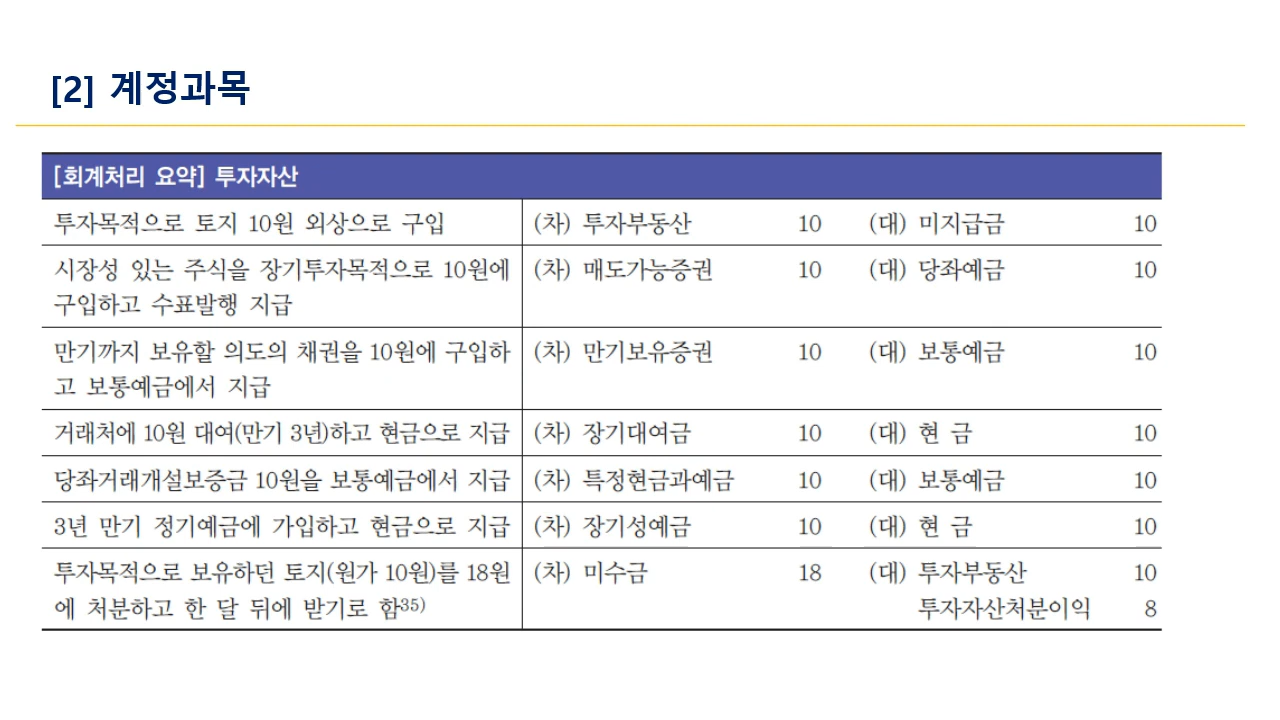 [2] 계정과목
[회계처리 요약] 투자자산
투자목적으로 토지 10원 외상으로 구입 (차) 투자부동산 10 (대) 미지급금 10
시장성 있는 주식을 장기투자목적으로 10원에 (차) 매도가능증권 10 (대) 당좌예금 10
구입하고 수표발행 지급
만기까지 보유할 의도의 채권을 10원에 구입하 (차) 만기보유증권 10 (대) 보통예금 10
고 보통예금에서 지급
거래처에 10원 대여(만기 3년)하고 현금으로 지급 (차) 장기대여금 10 (대) 현 금 10
당좌거래개설보증금 10원을 보통예금에서 지급 (차) 특정현금과예금 10 (대) 보통예금 10
3년 만기 정기예금에 가입하고 현금으로 지급 (차) 장기성예금 10 (대) 현 금 10
투자목적으로 보유하던 토지(원가 10원)를 18원 (차) 미수금 18 (대) 투자부동산 10
에 처분하고 한 달 뒤에 받기로 함35) 투자자산처분이익 8